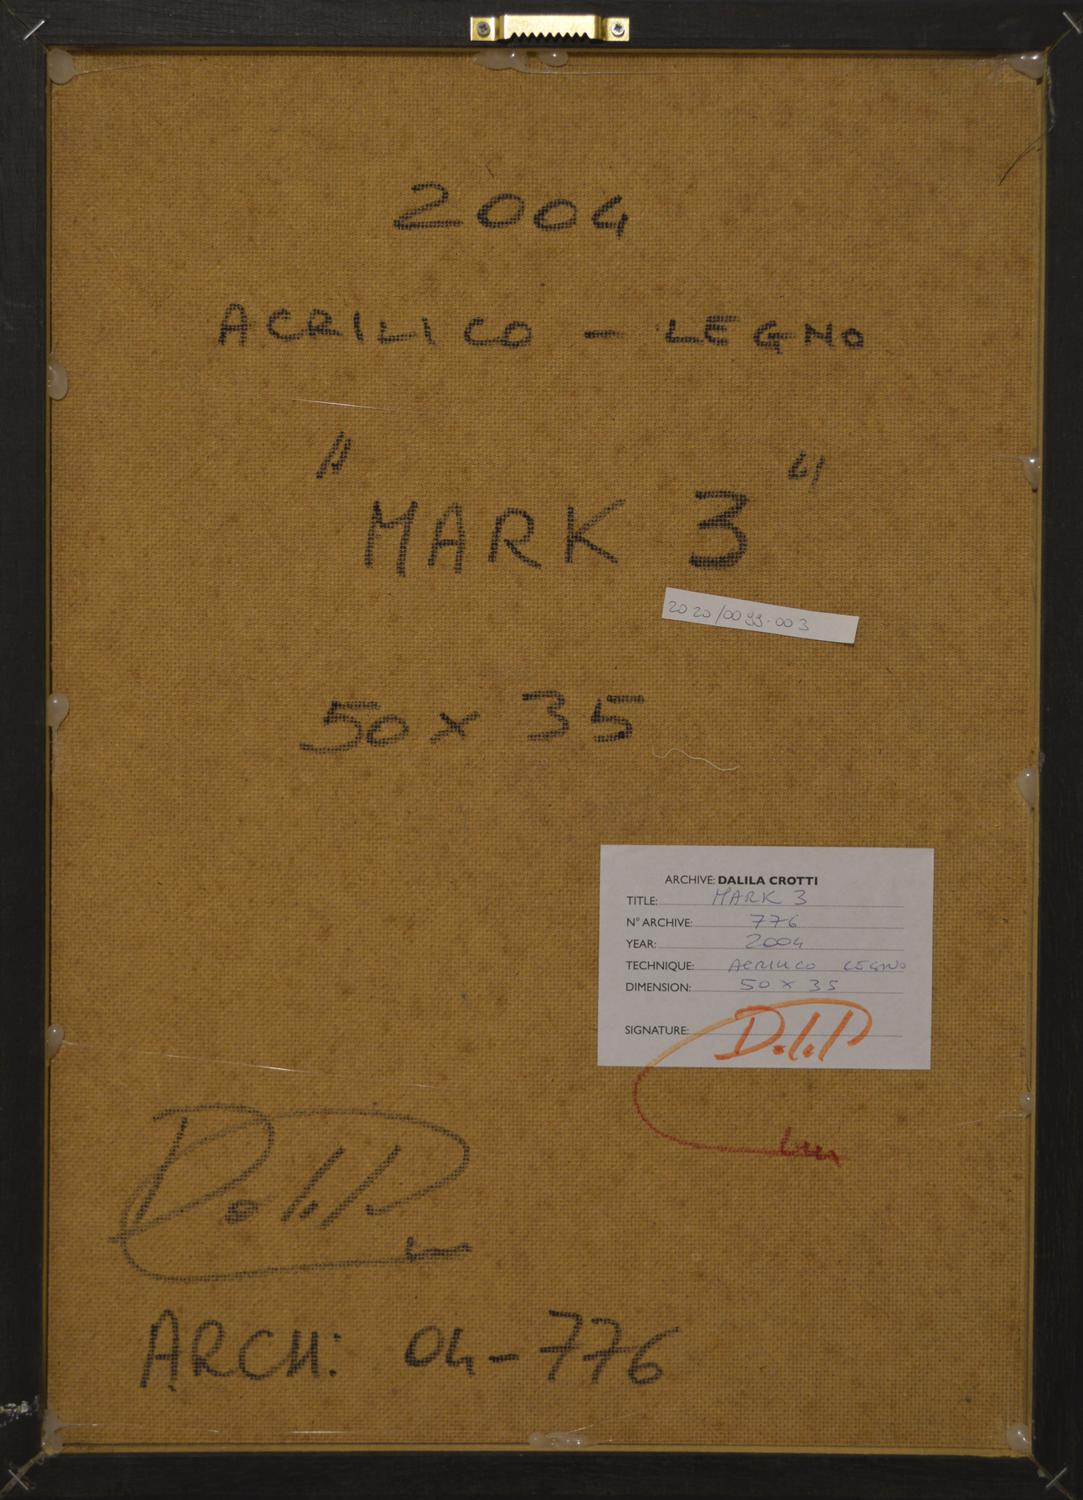 2004
ACRILICO - LEGNO
"MARK 3"
2020/0099-003
50 x 35
ARCHIVE: DALILA CROTTI
TITLE: MARK 3
N° ARCHIVE: 776
YEAR: 2004
TECHNIQUE: ACRILICO LEGNO
DIMENSION: 50 x 35
SIGNATURE:
ARCH: 04-776